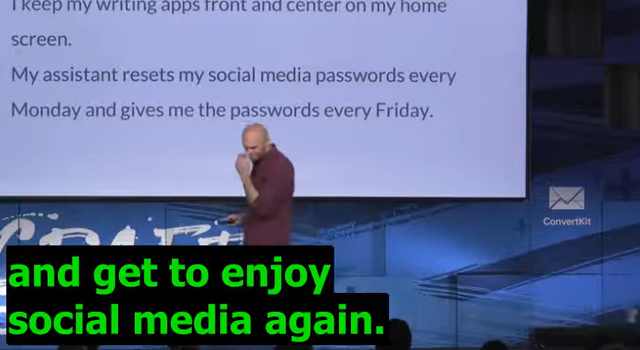 I keep my writing apps front and center on my home
screen.
My assistant resets my social media passwords every
Monday and gives me the passwords every Friday.
ConvertKit
CRAFT
and get to enjoy
social media again.